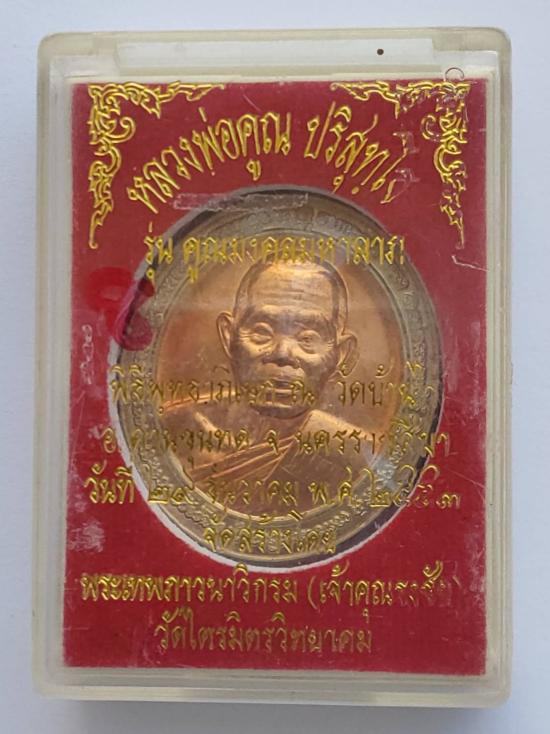 หลวงพ่อคูณ ปริสุทฺโ
รุ่น คูณมงคลมหาลาภ
พิธีพุทธาภิเษก ณ วัดบ้านไ
อ.ด่านขุนทด จ.นครราชสีมา
วันที่ ๒๔ ธันวาคม พ.ศ.๒๕๕๓
จัดสร้างโดย
พระเทพภาวนาวิกรม (เจ้าคุณธงชัย
วัดไตรมิตรวิทยาคม